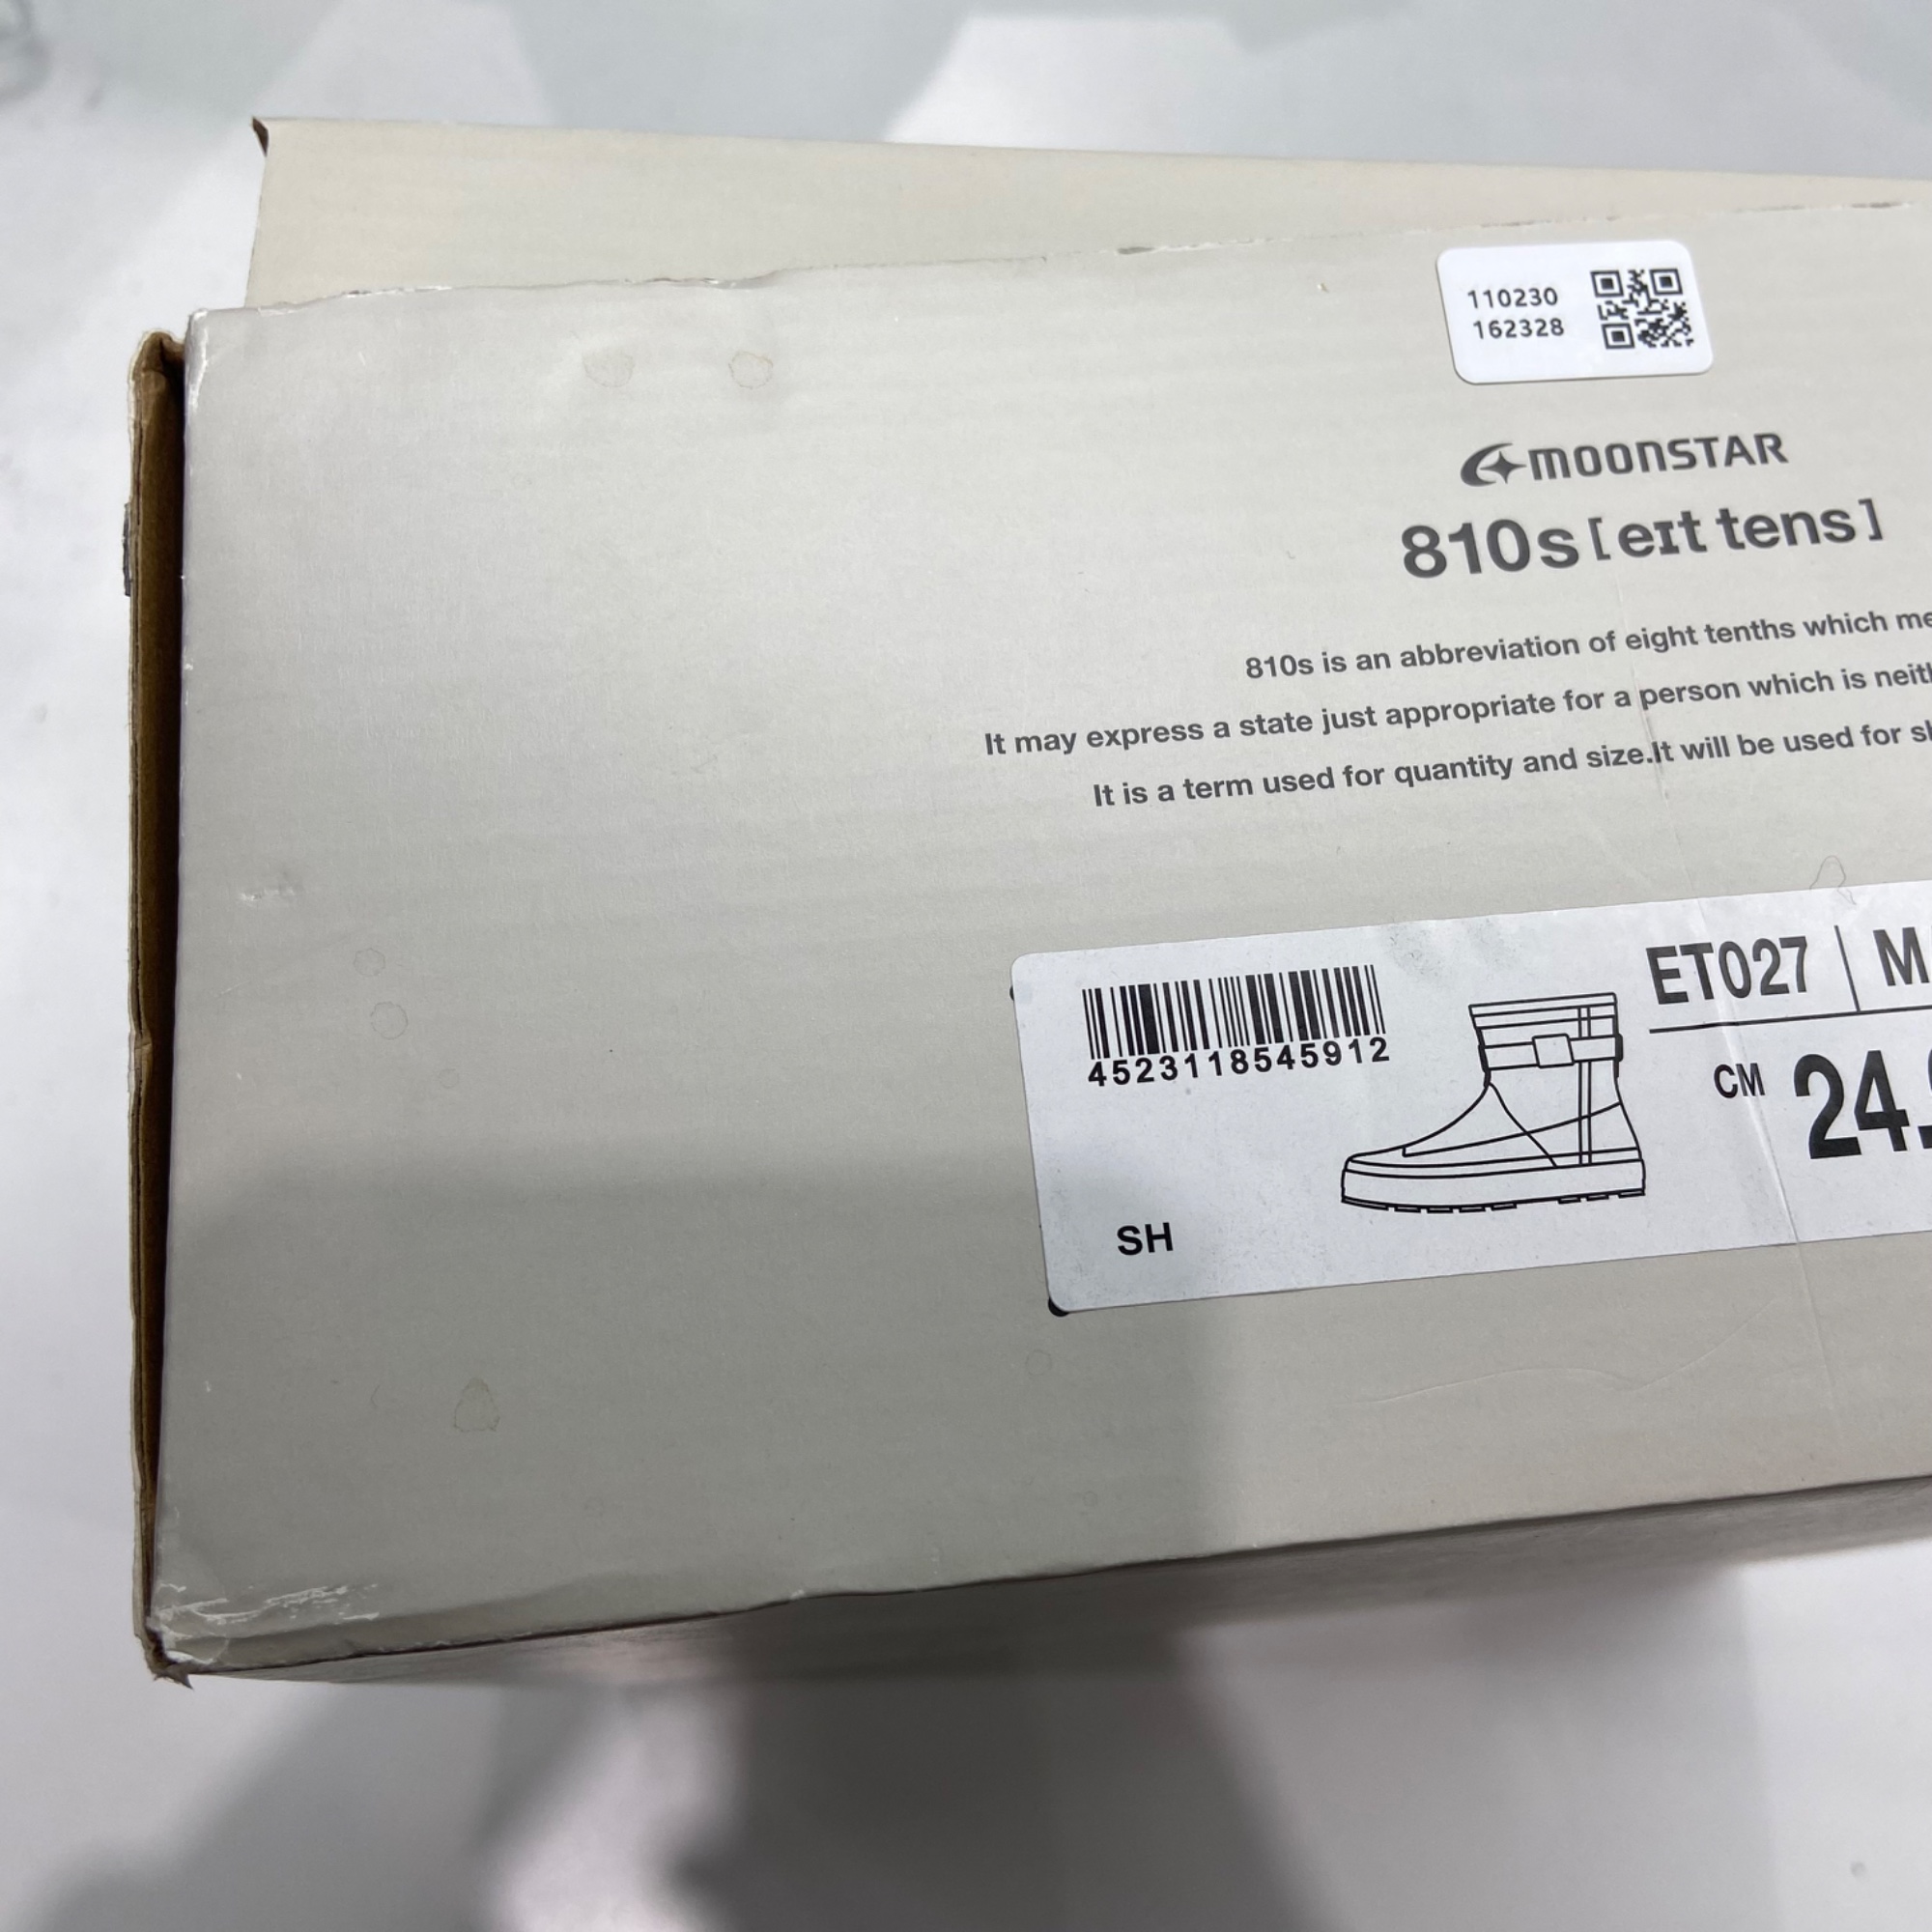 110230
162328
MOONSTAR
810s [eɪt tens]
810s is an abbreviation of eight tenths which
It may express a state just appropriate for a person which is
It is a term used for quantity and size.It will be used for
ET027
4523118545912
CM 24.
SH